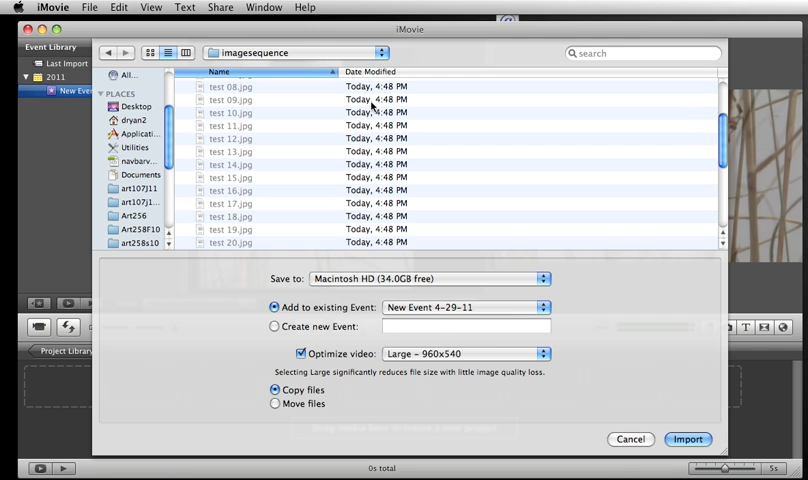 iMovie File Edit View Text Share Window Help
iMovie
Event Library
imagesequence
search
Last Import
2011
New Even
All...
PLACES
Desktop
dryan2
Applicati...
Utilities
navbarv...
Documents
art107J11
art107j1...
Art256
Art258F10
art258s10
Name Date Modified
test 08.jpg Today, 4:48 PM
test 09.jpg Today, 4:48 PM
test 10.jpg Today, 4:48 PM
test 11.jpg Today, 4:48 PM
test 12.jpg Today, 4:48 PM
test 13.jpg Today, 4:48 PM
test 14.jpg Today, 4:48 PM
test 15.jpg Today, 4:48 PM
test 16.jpg Today, 4:48 PM
test 17.jpg Today, 4:48 PM
test 18.jpg Today, 4:48 PM
test 19.jpg Today, 4:48 PM
test 20.jpg Today, 4:48 PM
Save to: Macintosh HD (34.0GB free)
Add to existing Event: New Event 4-29-11
Create new Event:
Optimize video: Large - 960x540
Selecting Large significantly reduces file size with little image quality loss.
Copy files
Move files
Cancel Import
Project Library
T
0s total
5s